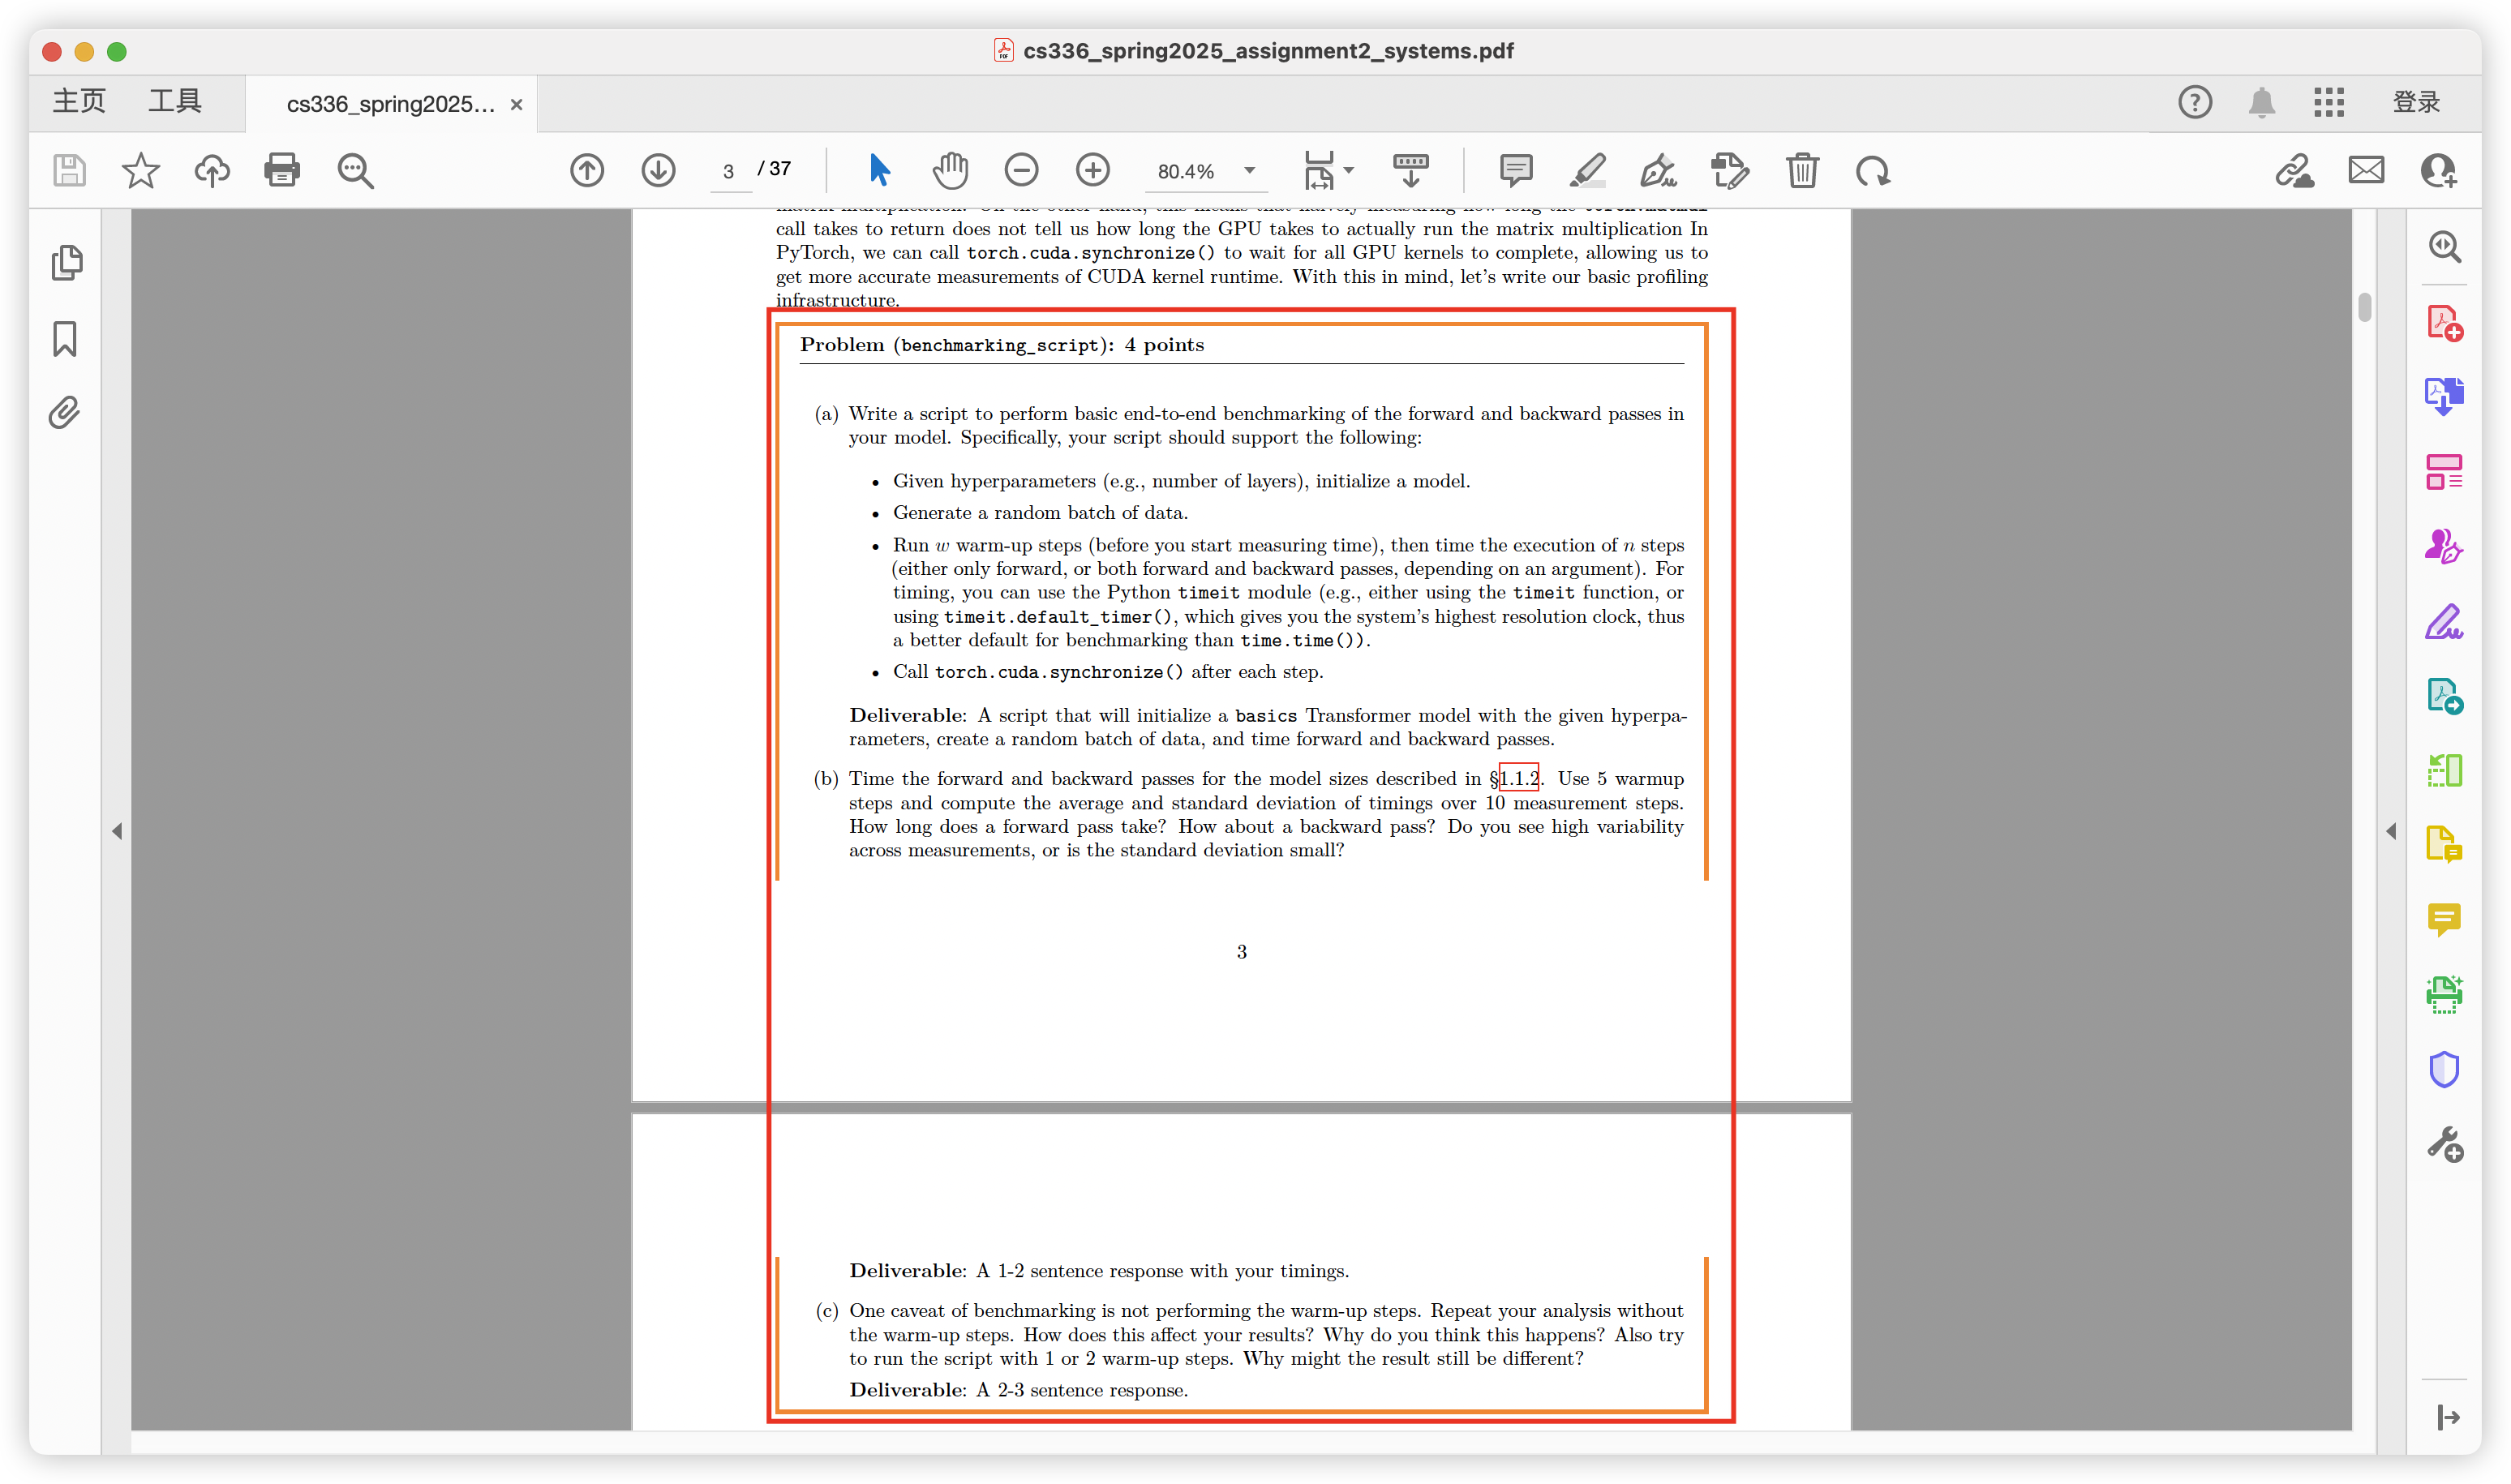 cs336_spring2025_assignment2_systems.pdf
主页 工具 cs336_spring2025... × 登录
3 / 37 80.4%
call takes to return does not tell us how long the GPU takes to actually run the matrix multiplication In
PyTorch, we can call torch.cuda.synchronize() to wait for all GPU kernels to complete, allowing us to
get more accurate measurements of CUDA kernel runtime. With this in mind, let's write our basic profiling
infrastructure.
Problem (benchmarking_script): 4 points
(a) Write a script to perform basic end-to-end benchmarking of the forward and backward passes in
your model. Specifically, your script should support the following:
• Given hyperparameters (e.g., number of layers), initialize a model.
• Generate a random batch of data.
• Run w warm-up steps (before you start measuring time), then time the execution of n steps
(either only forward, or both forward and backward passes, depending on an argument). For
timing, you can use the Python timeit module (e.g., either using the timeit function, or
using timeit.default_timer(), which gives you the system's highest resolution clock, thus
a better default for benchmarking than time.time()).
• Call torch.cuda.synchronize() after each step.
Deliverable: A script that will initialize a basics Transformer model with the given hyperpa-
rameters, create a random batch of data, and time forward and backward passes.
(b) Time the forward and backward passes for the model sizes described in §1.1.2. Use 5 warmup
steps and compute the average and standard deviation of timings over 10 measurement steps.
How long does a forward pass take? How about a backward pass? Do you see high variability
across measurements, or is the standard deviation small?
3
Deliverable: A 1-2 sentence response with your timings.
(c) One caveat of benchmarking is not performing the warm-up steps. Repeat your analysis without
the warm-up steps. How does this affect your results? Why do you think this happens? Also try
to run the script with 1 or 2 warm-up steps. Why might the result still be different?
Deliverable: A 2-3 sentence response.